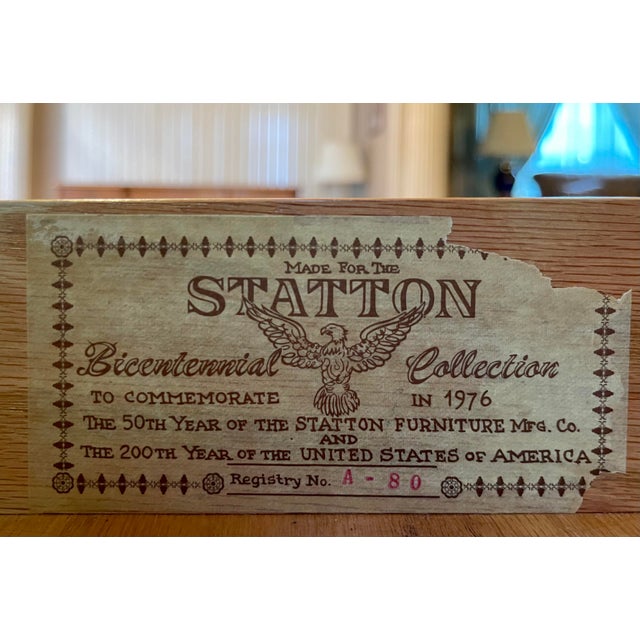 MADE FOR THE
STATTON
Bicentennial Collection
TO COMMEMORATE IN 1976
THE 50TH YEAR OF THE STATTON FURNITURE MFG. CO.
AND
THE 200TH YEAR OF THE UNITED STATES OF AMERICA
Registry No. A - 80